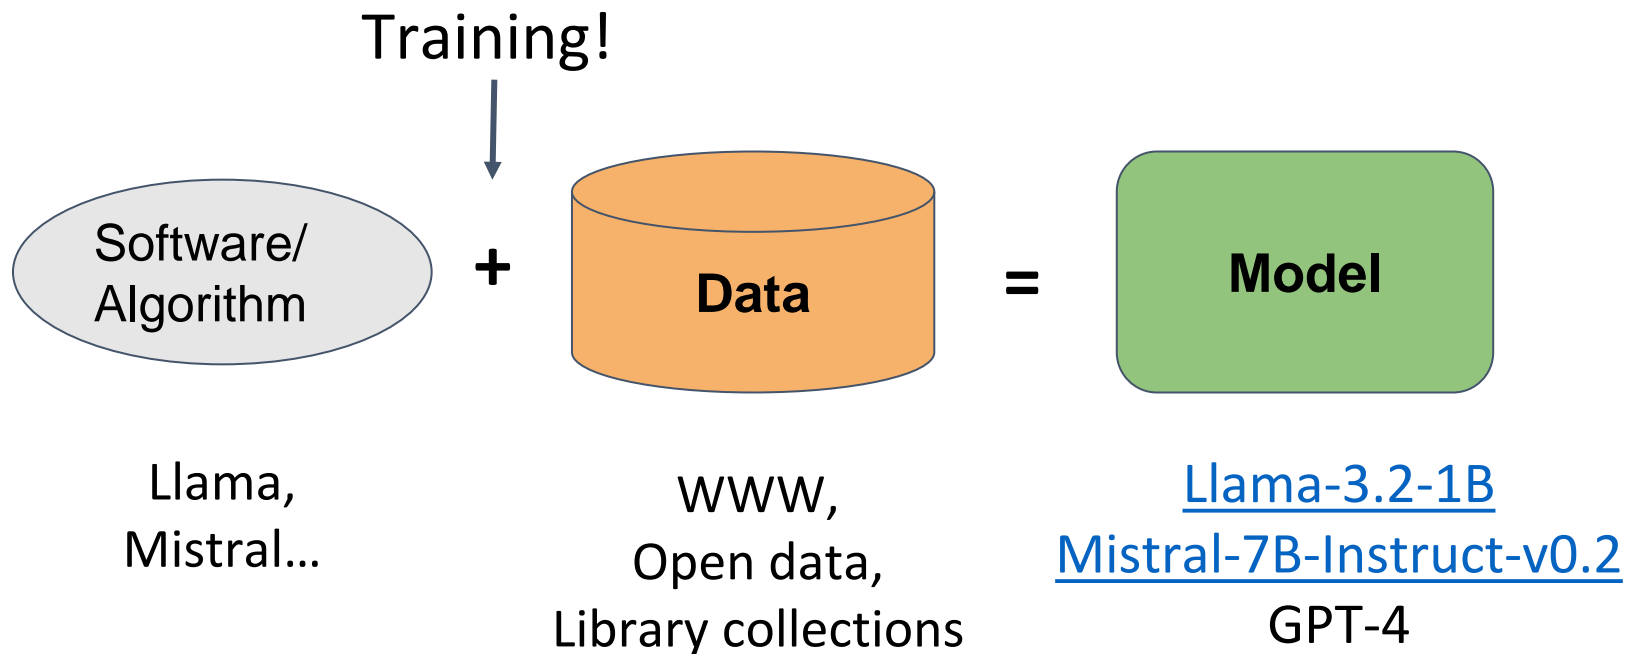 Training!
Software/
Algorithm
+
Data
=
Model
Llama,
Mistral...
WWW,
Open data,
Library collections
Llama-3.2-1B
Mistral-7B-Instruct-v0.2
GPT-4